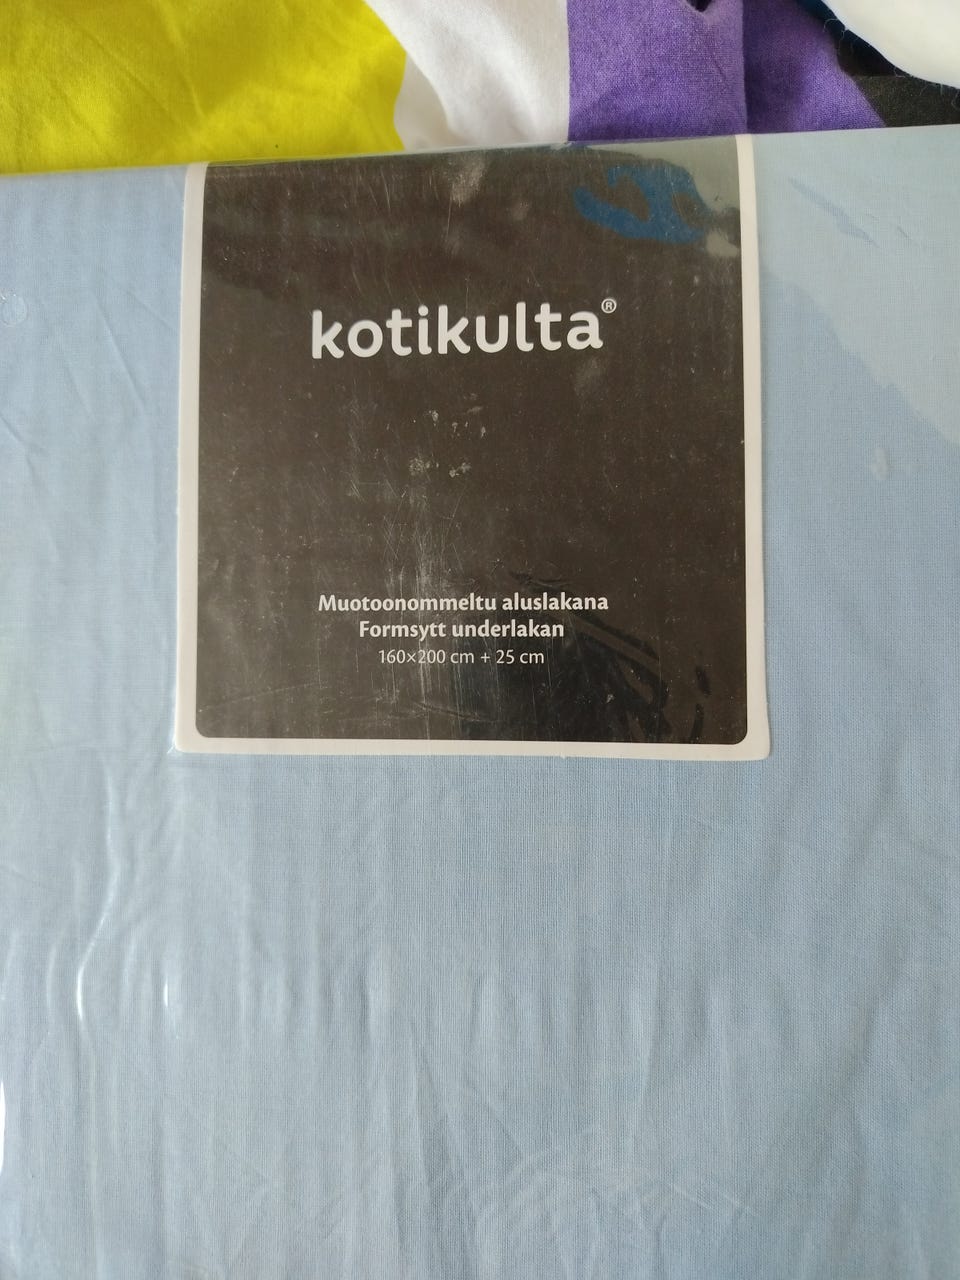 kotikulta®
Muotoonommeltu aluslakana
Formsytt underlakan
160×200 cm + 25 cm